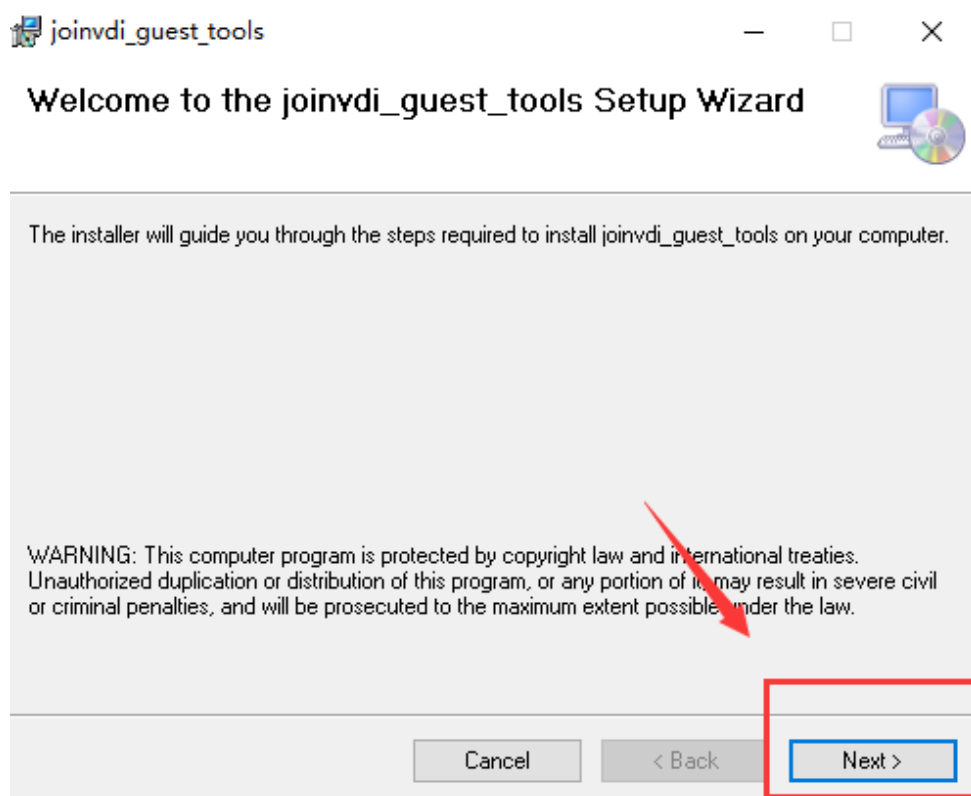 joinvdi_guest_tools
Welcome to the joinvdi_guest_tools Setup Wizard
The installer will guide you through the steps required to install joinvdi_guest_tools on your computer.
WARNING: This computer program is protected by copyright law and international treaties.
Unauthorized duplication or distribution of this program, or any portion of it may result in severe civil
or criminal penalties, and will be prosecuted to the maximum extent possible under the law.
Cancel
< Back
Next >